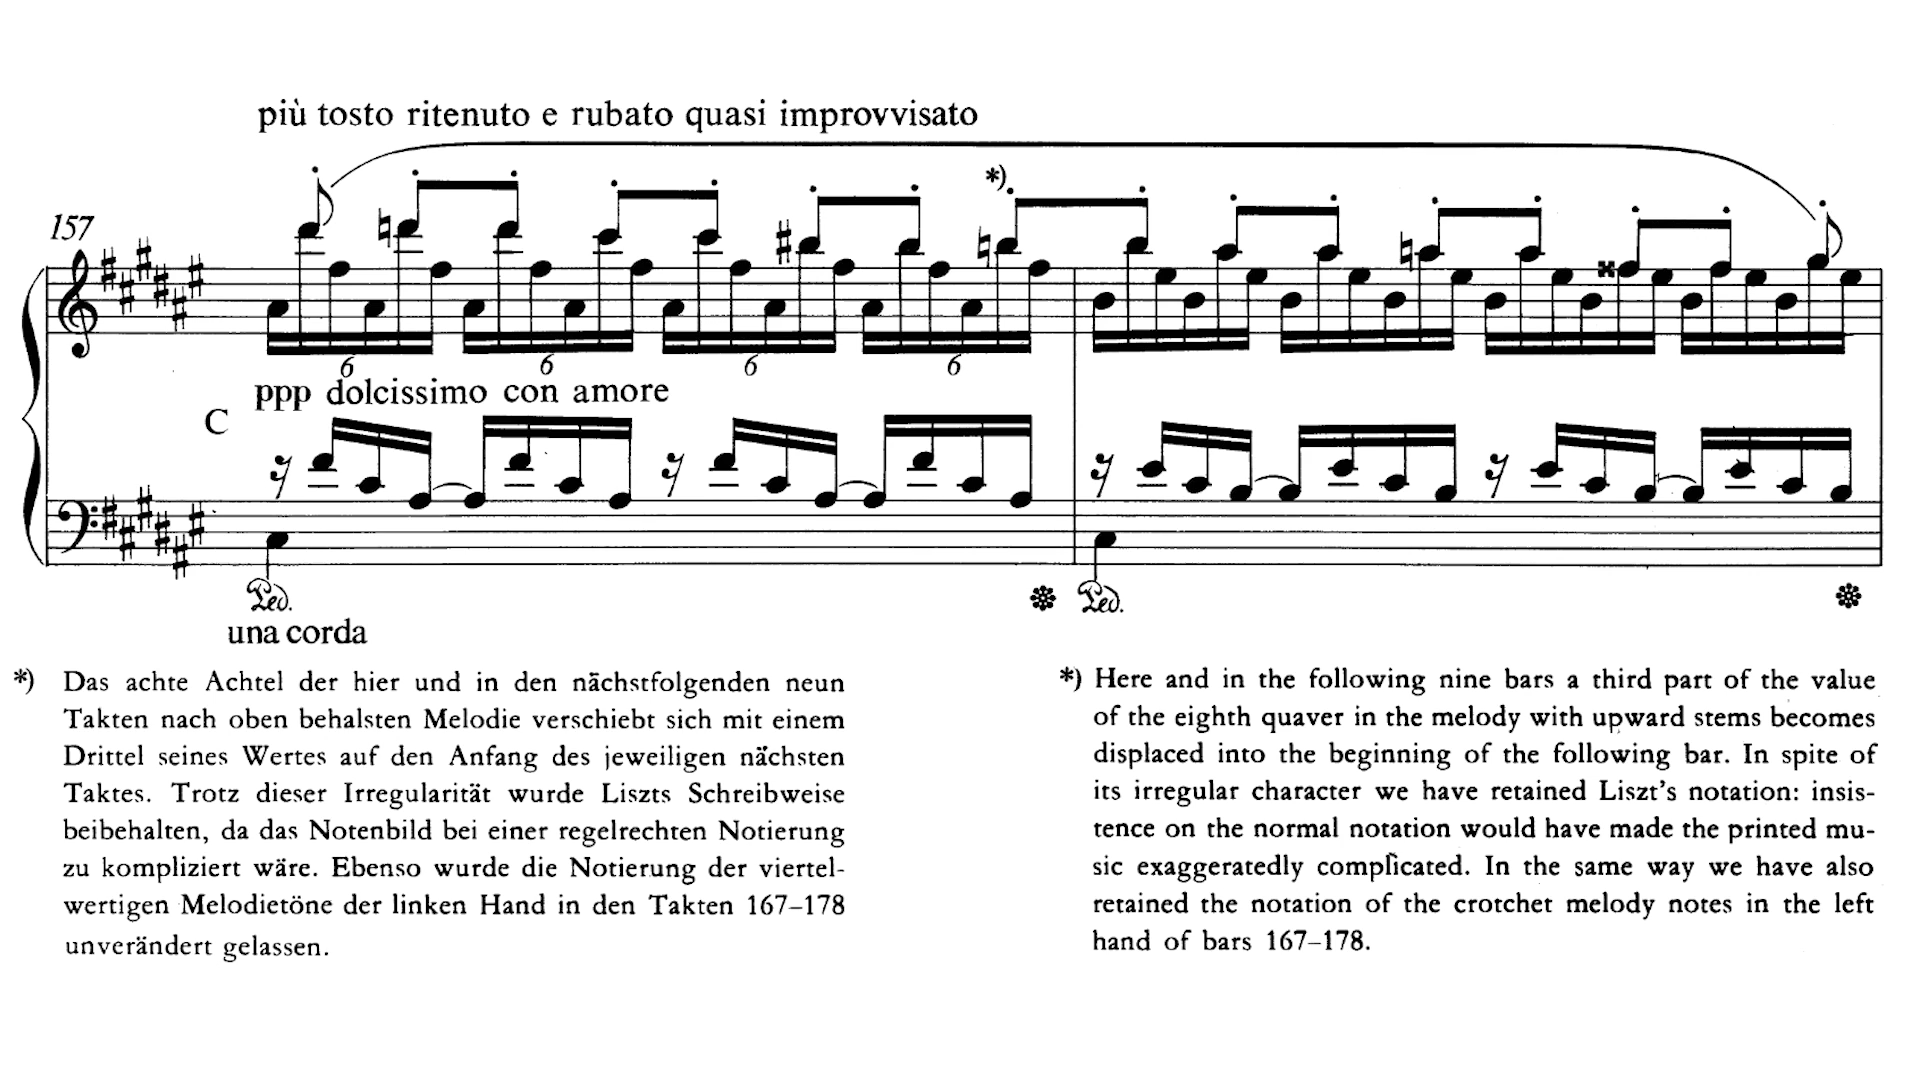 più tosto ritenuto e rubato quasi improvvisato
*)
157
6 6 6 6
ppp dolcissimo con amore
C
Ped. Ped.
una corda
*) Das achte Achtel der hier und in den nächstfolgenden neun
Takten nach oben behalsten Melodie verschiebt sich mit einem
Drittel seines Wertes auf den Anfang des jeweiligen nächsten
Taktes. Trotz dieser Irregularität wurde Liszts Schreibweise
beibehalten, da das Notenbild bei einer regelrechten Notierung
zu kompliziert wäre. Ebenso wurde die Notierung der viertel-
wertigen Melodietöne der linken Hand in den Takten 167–178
unverändert gelassen.
*) Here and in the following nine bars a third part of the value
of the eighth quaver in the melody with upward stems becomes
displaced into the beginning of the following bar. In spite of
its irregular character we have retained Liszt's notation: insis-
tence on the normal notation would have made the printed mu-
sic exaggeratedly complicated. In the same way we have also
retained the notation of the crotchet melody notes in the left
hand of bars 167–178.